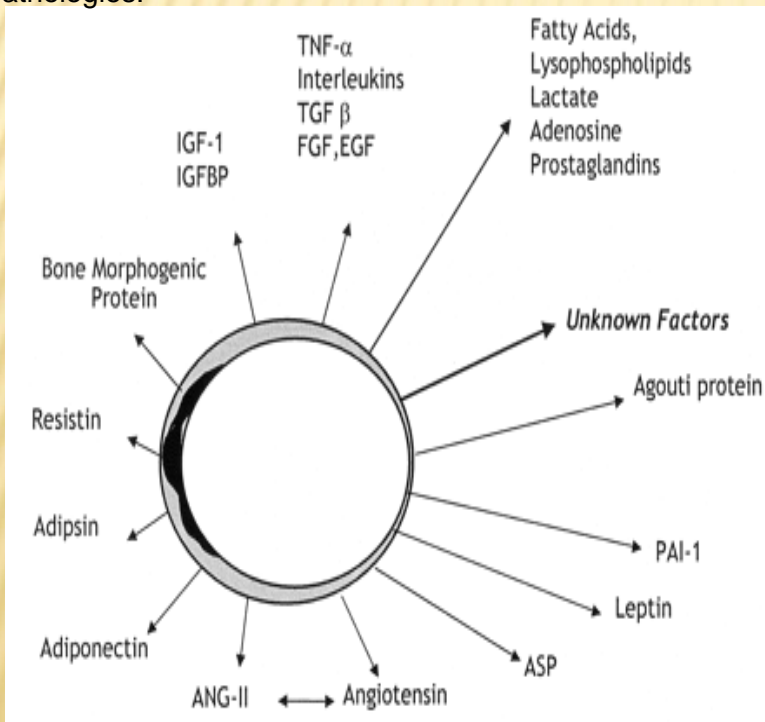 TNF-α
Interleukins
TGF β
FGF,EGF
Fatty Acids,
Lysophospholipids
Lactate
Adenosine
Prostaglandins
IGF-1
IGFBP
Bone Morphogenic
Protein
Unknown Factors
Agouti protein
Resistin
Adipsin
PAI-1
Leptin
Adiponectin
ASP
ANG-II
Angiotensin